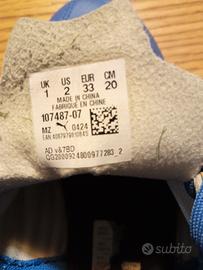 UK US EUR CM
1 2 33 20
MADE IN CHINA
FABRIQUÉ EN CHINE
107487-07
MZ 0424
AD v&7BD
subito